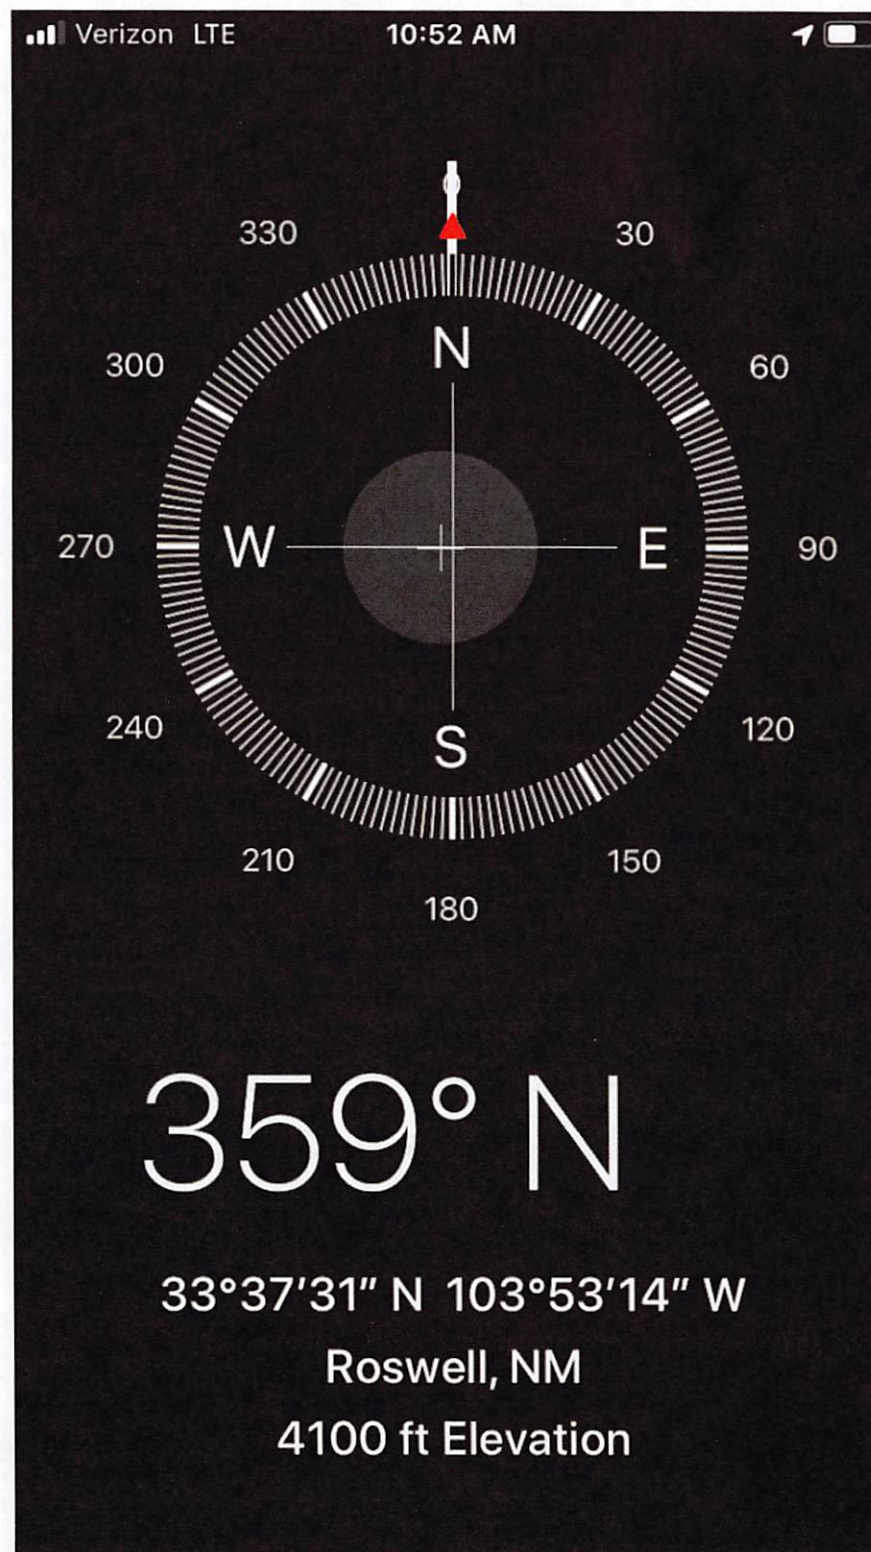 Verizon LTE 10:52 AM
0
330 30
N
300 60
270 W E 90
240 120
S
210 150
180
359° N
33°37'31" N 103°53'14" W
Roswell, NM
4100 ft Elevation